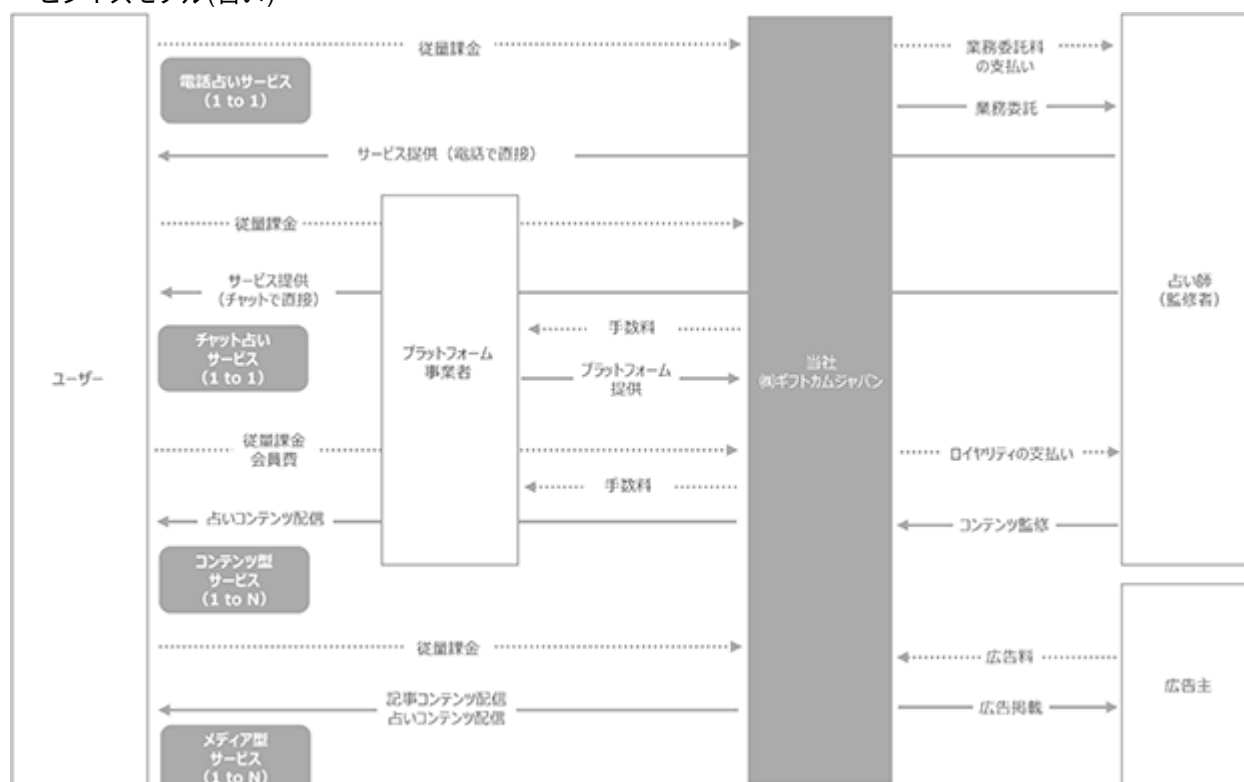 ビジネスモデル(占い)
従量課金
業務委託料
の支払い
電話占いサービス
(1 to 1)
業務委託
サービス提供（電話で直接）
従量課金
サービス提供
（チャットで直接）
占い師
（監修者）
手数料
チャット占い
サービス
(1 to 1)
プラットフォーム
事業者
プラットフォーム
提供
当社
㈱ギフトカムジャパン
ユーザー
従量課金
会員費
ロイヤリティの支払い
手数料
占いコンテンツ配信
コンテンツ監修
コンテンツ型
サービス
(1 to N)
従量課金
広告料
広告主
記事コンテンツ配信
占いコンテンツ配信
広告掲載
メディア型
サービス
(1 to N)